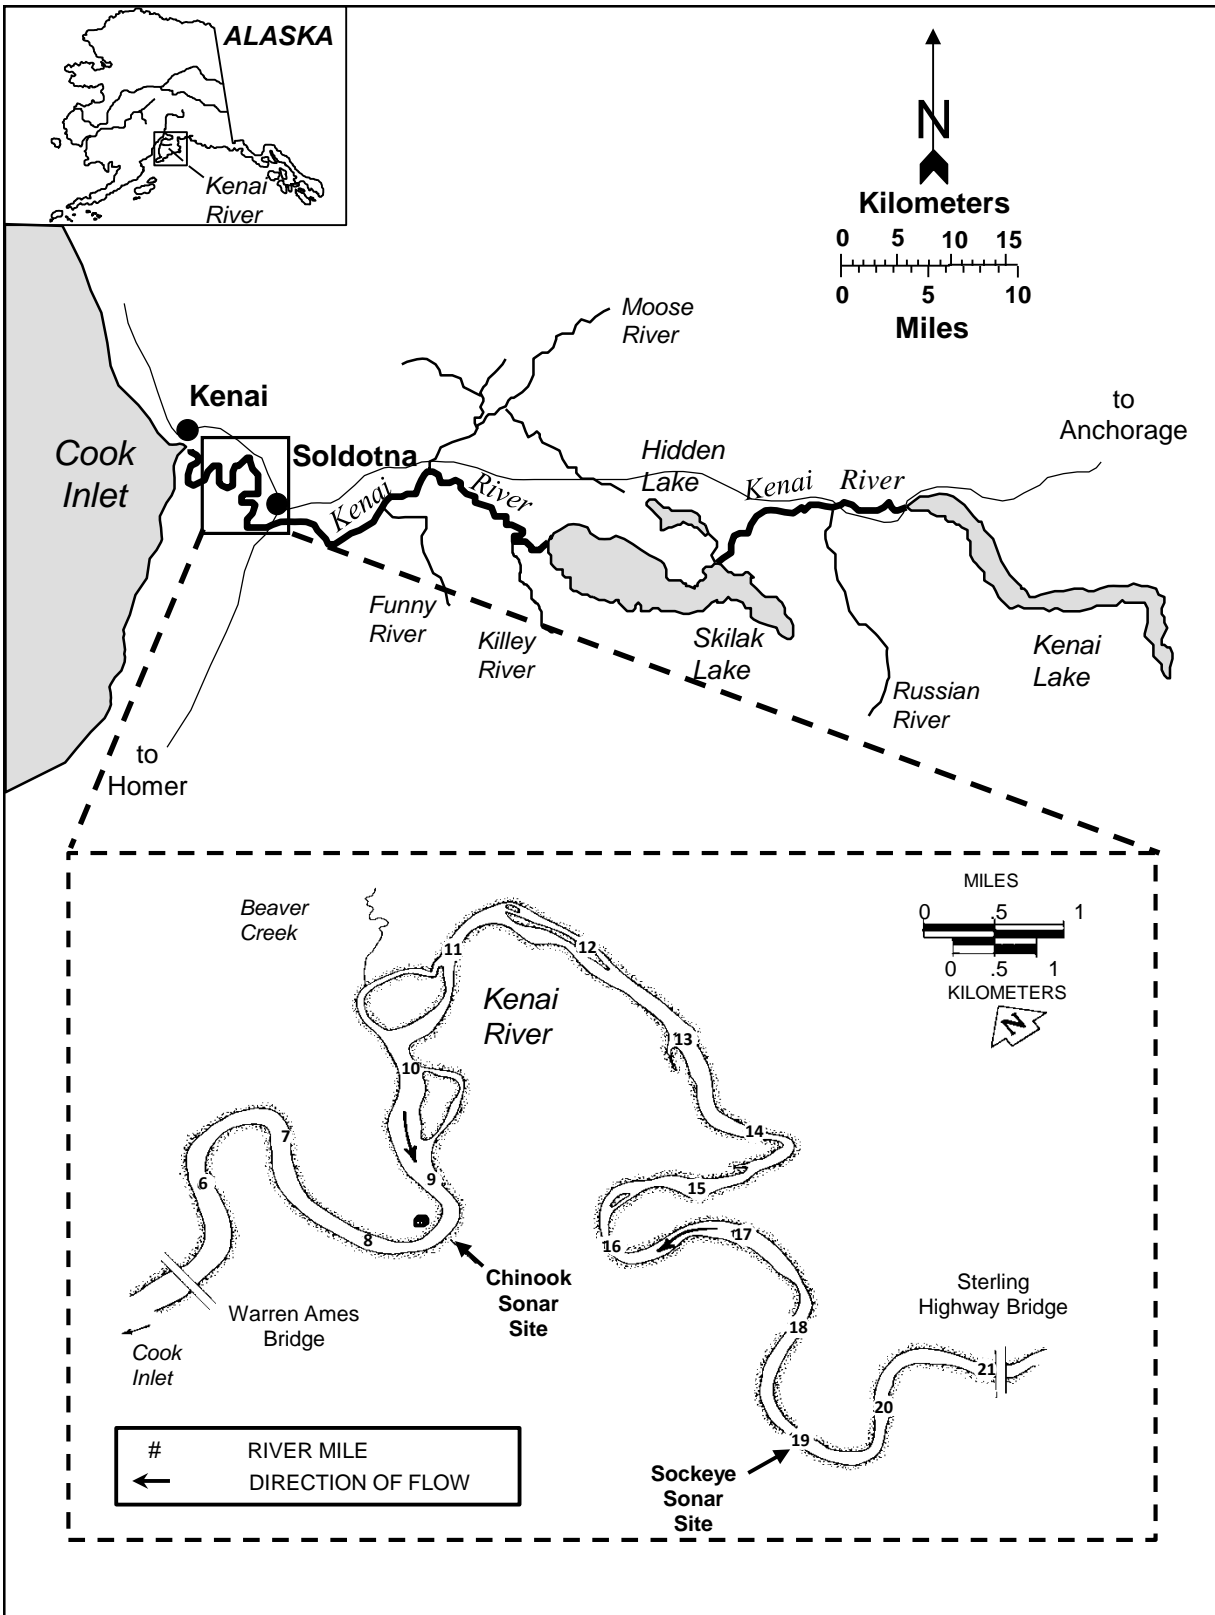 ALASKA
Kenai
River
N
Kilometers
0 5 10 15
0 5 10
Miles
Moose
River
Kenai
Cook
Inlet
Soldotna
Hidden
Lake
to
Anchorage
Kenai River
Kenai River
Funny
River
Killey
River
Skilak
Lake
Russian
River
Kenai
Lake
to
Homer
Beaver
Creek
MILES
0 .5 1
0 .5 1
KILOMETERS
N
Kenai
River
11
12
13
10
14
7
9
15
6
8
16
17
18
21
20
19
Chinook
Sonar
Site
Warren Ames
Bridge
Cook
Inlet
Sterling
Highway Bridge
Sockeye
Sonar
Site
# RIVER MILE
DIRECTION OF FLOW